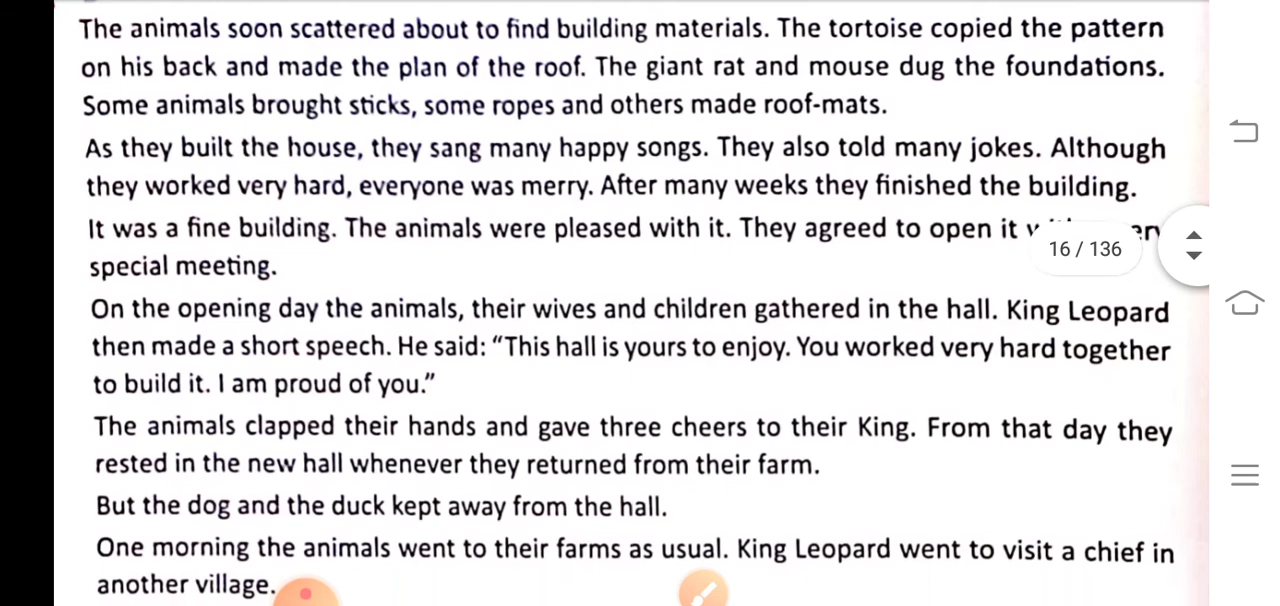 The animals soon scattered about to find building materials. The tortoise copied the pattern
on his back and made the plan of the roof. The giant rat and mouse dug the foundations.
Some animals brought sticks, some ropes and others made roof-mats.
As they built the house, they sang many happy songs. They also told many jokes. Although
they worked very hard, everyone was merry. After many weeks they finished the building.
It was a fine building. The animals were pleased with it. They agreed to open it
16 / 136
special meeting.
On the opening day the animals, their wives and children gathered in the hall. King Leopard
then made a short speech. He said: “This hall is yours to enjoy. You worked very hard together
to build it. I am proud of you.”
The animals clapped their hands and gave three cheers to their King. From that day they
rested in the new hall whenever they returned from their farm.
But the dog and the duck kept away from the hall.
One morning the animals went to their farms as usual. King Leopard went to visit a chief in
another village.